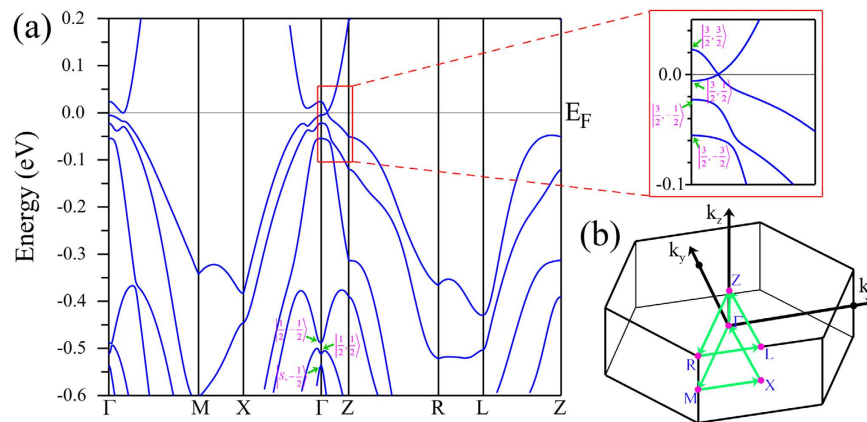 (a)
Energy (eV)
0.2
0.1
0.0
-0.1
-0.2
-0.3
-0.4
-0.5
-0.6
Γ M X Γ Z R L Z
E_F
|1/2,-1/2⟩
|1/2,1/2⟩
|S,-1/2⟩
|3/2,3/2⟩
0.0
|3/2,1/2⟩
|3/2,-1/2⟩
|3/2,-3/2⟩
-0.1
(b)
k_z
k_y
k
Z
Γ
R
L
M
X